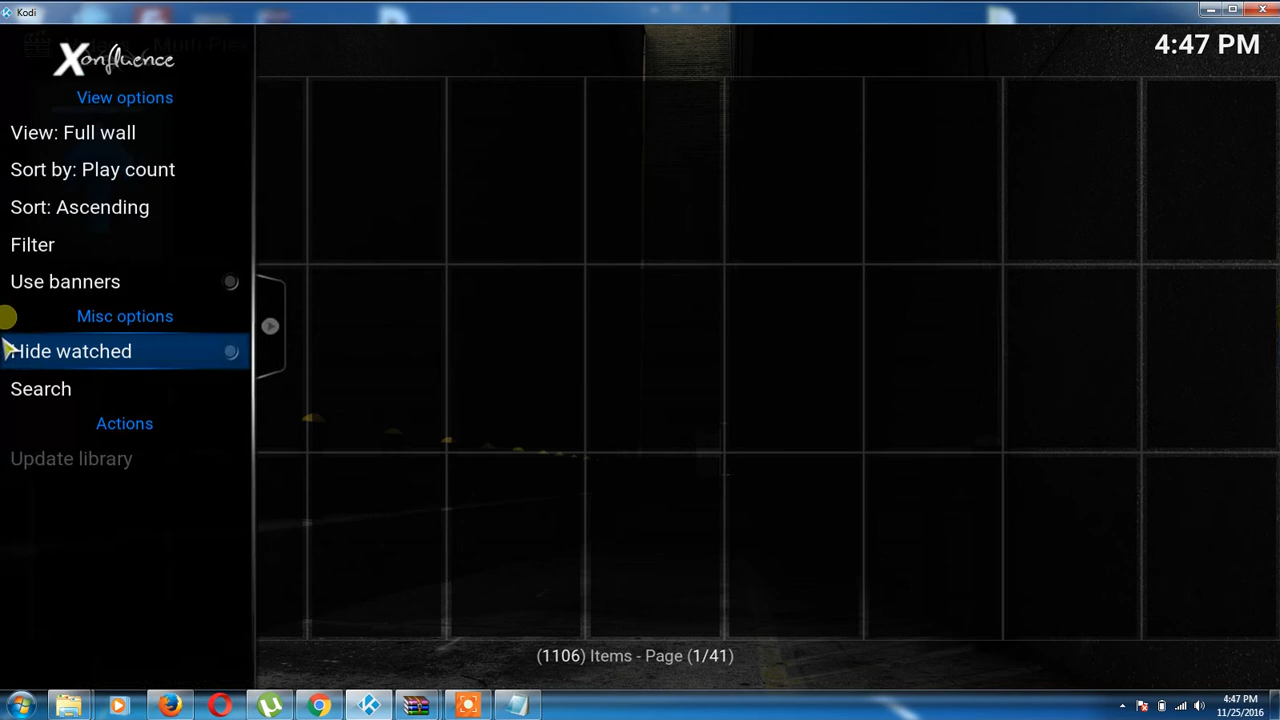 Kodi
Xonfluence
4:47 PM
View options
View: Full wall
Sort by: Play count
Sort: Ascending
Filter
Use banners
Misc options
Hide watched
Search
Actions
Update library
(1106) Items - Page (1/41)
4:47 PM
11/25/2016